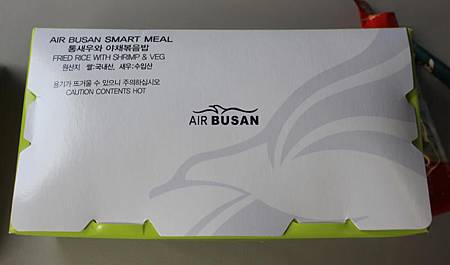 AIR BUSAN SMART MEAL
통새우와 야채볶음밥
FRIED RICE WITH SHRIMP & VEG
원산지 쌀:국내산, 새우:수입산
용기가 뜨거울 수 있으니 주의하십시오
CAUTION CONTENTS HOT
AIR BUSAN